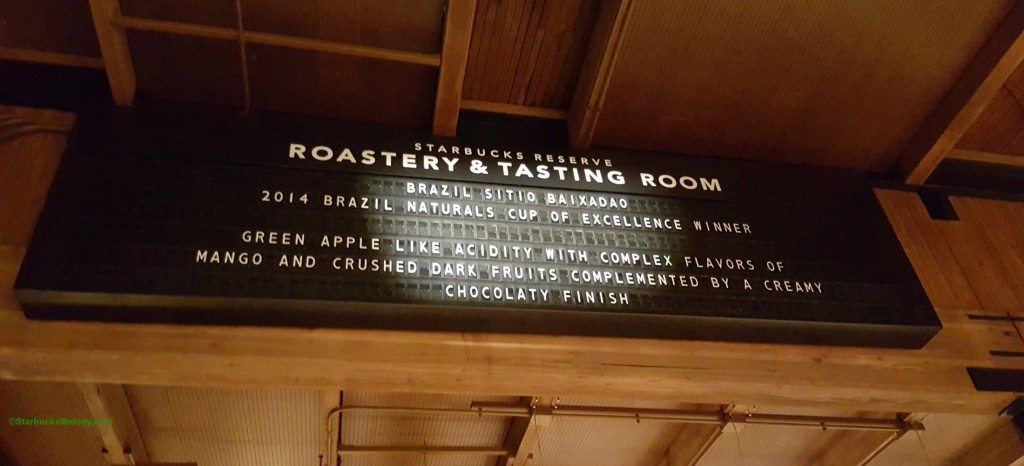 STARBUCKS RESERVE
ROASTERY & TASTING ROOM
BRAZIL SITIO BAIXADAO
2014 BRAZIL NATURALS CUP OF EXCELLENCE WINNER
GREEN APPLE LIKE ACIDITY WITH COMPLEX FLAVORS OF
MANGO AND CRUSHED DARK FRUITS COMPLEMENTED BY A CREAMY
CHOCOLATY FINISH
©StarbucksMelody.com